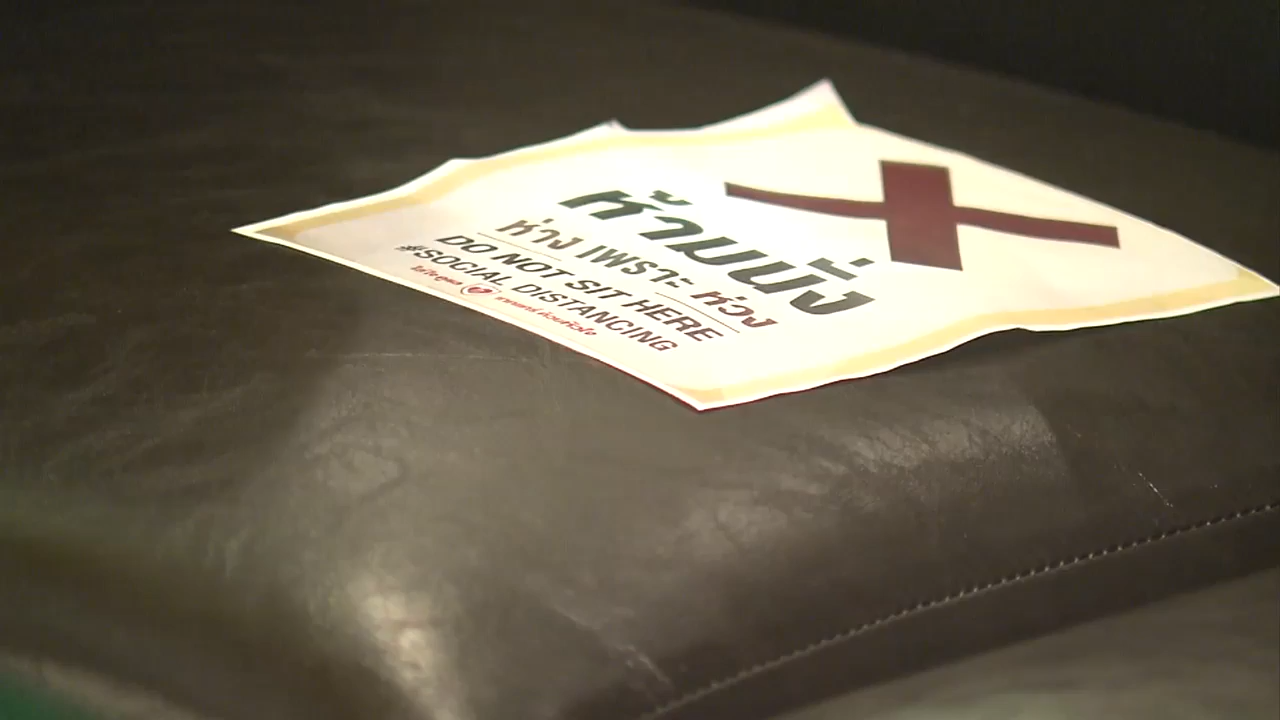 ห้ามนั่ง
ห่าง เพราะ ห่วง
DO NOT SIT HERE
#SOCIAL DISTANCING